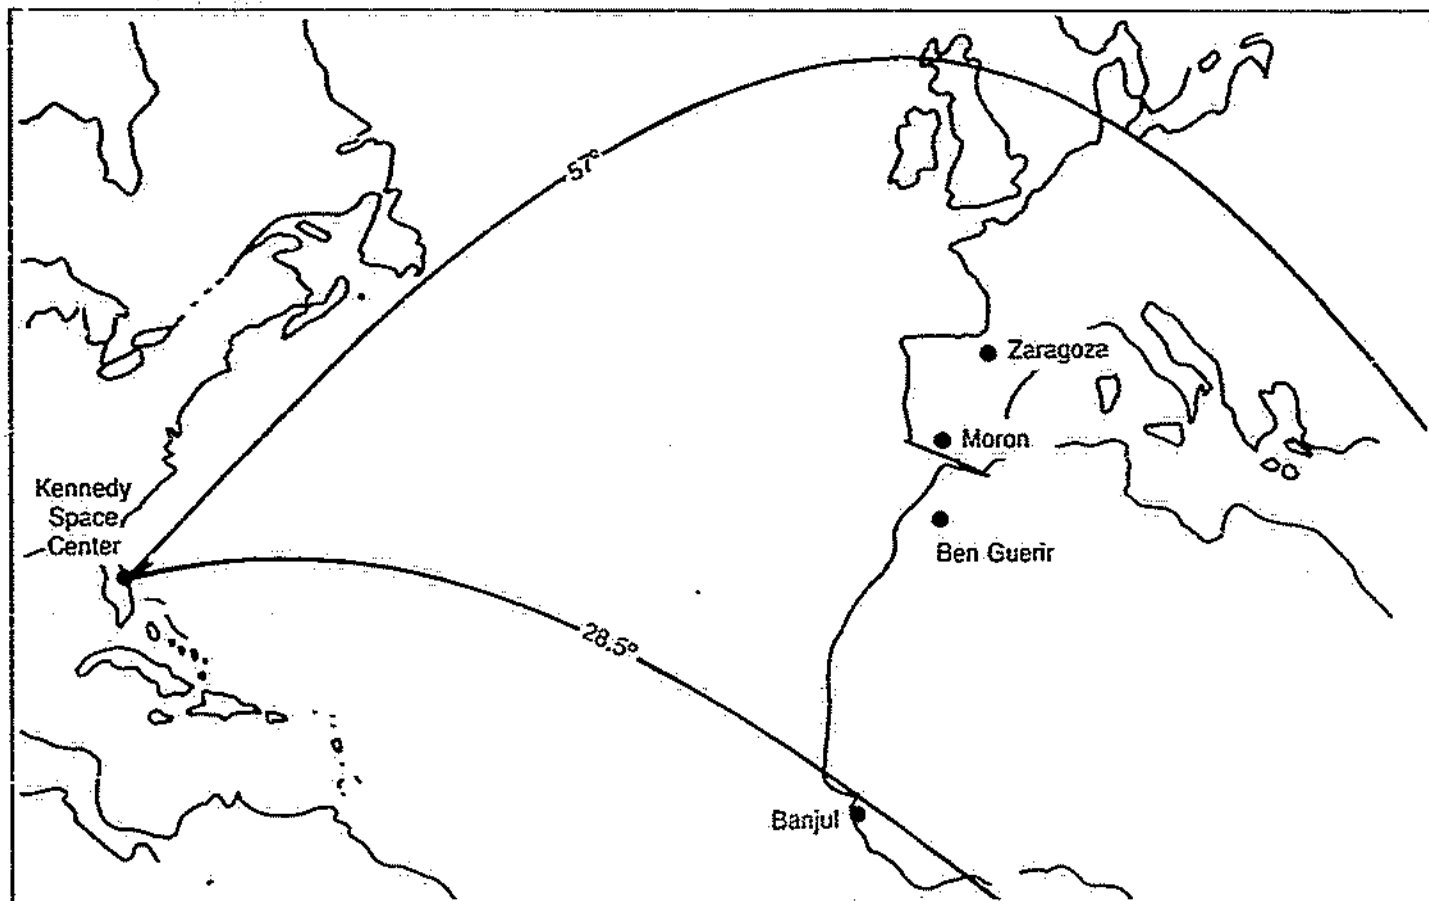 57°
Zaragoza
Moron
Kennedy
Space
Center
Ben Guerir
28.5°
Banjul